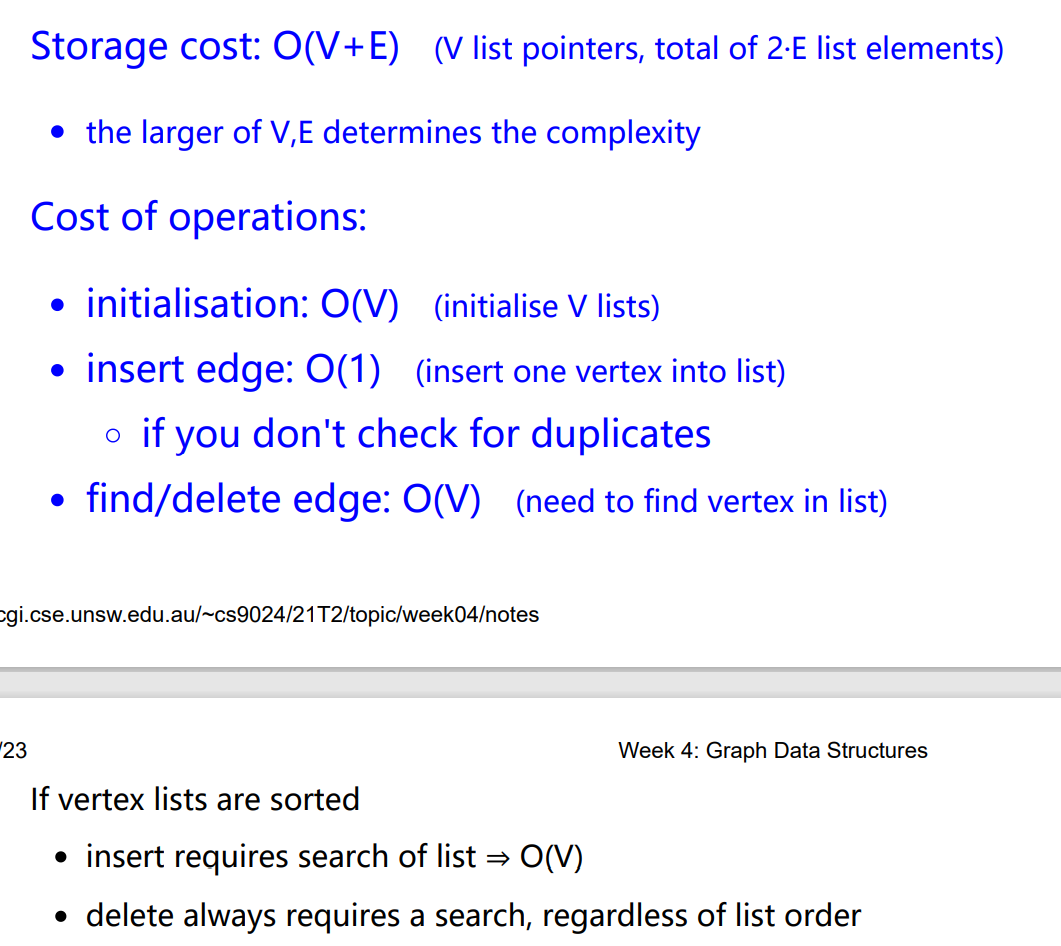 Storage cost: O(V+E) (V list pointers, total of 2·E list elements)
• the larger of V,E determines the complexity
Cost of operations:
• initialisation: O(V) (initialise V lists)
• insert edge: O(1) (insert one vertex into list)
○ if you don't check for duplicates
• find/delete edge: O(V) (need to find vertex in list)
cgi.cse.unsw.edu.au/~cs9024/21T2/topic/week04/notes
/23 Week 4: Graph Data Structures
If vertex lists are sorted
• insert requires search of list ⇒ O(V)
• delete always requires a search, regardless of list order